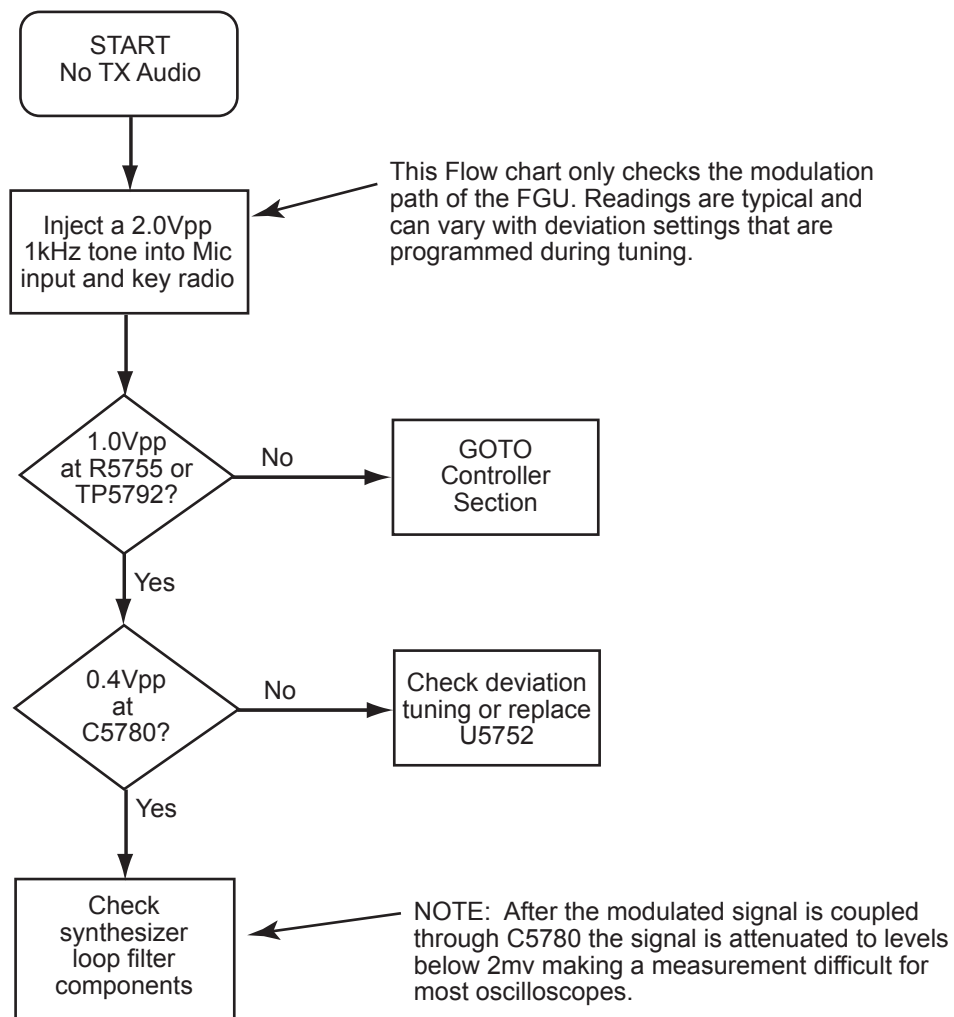 START
No TX Audio
This Flow chart only checks the modulation
path of the FGU. Readings are typical and
can vary with deviation settings that are
programmed during tuning.
Inject a 2.0Vpp
1kHz tone into Mic
input and key radio
1.0Vpp
at R5755 or
TP5792?
No
GOTO
Controller
Section
Yes
0.4Vpp
at
C5780?
No
Check deviation
tuning or replace
U5752
Yes
Check
synthesizer
loop filter
components
NOTE:  After the modulated signal is coupled
through C5780 the signal is attenuated to levels
below 2mv making a measurement difficult for
most oscilloscopes.